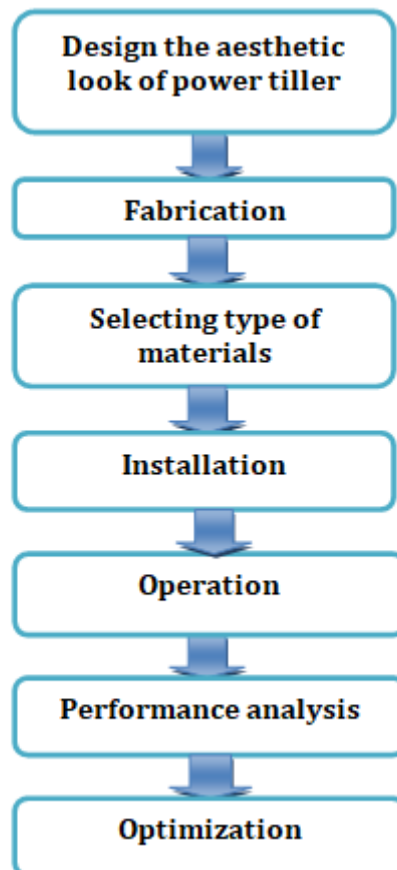 Design the aesthetic
look of power tiller
Fabrication
Selecting type of
materials
Installation
Operation
Performance analysis
Optimization